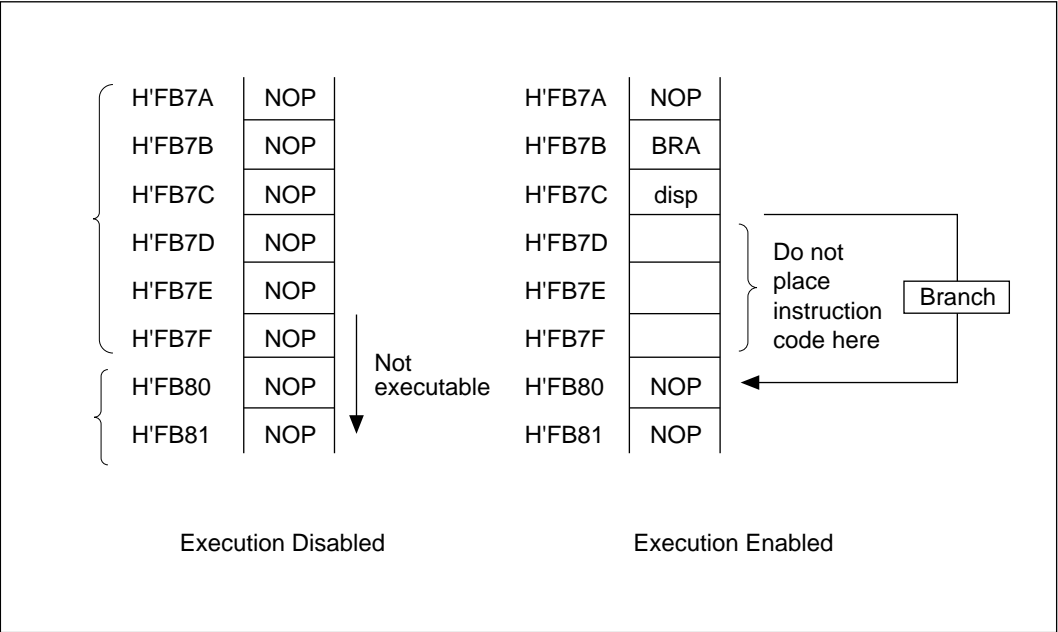 H'FB7A NOP
H'FB7B NOP
H'FB7C NOP
H'FB7D NOP
H'FB7E NOP
H'FB7F NOP
H'FB80 NOP
H'FB81 NOP
Not
executable
Execution Disabled
H'FB7A NOP
H'FB7B BRA
H'FB7C disp
H'FB7D
H'FB7E
H'FB7F
H'FB80 NOP
H'FB81 NOP
Do not
place
instruction
code here
Branch
Execution Enabled